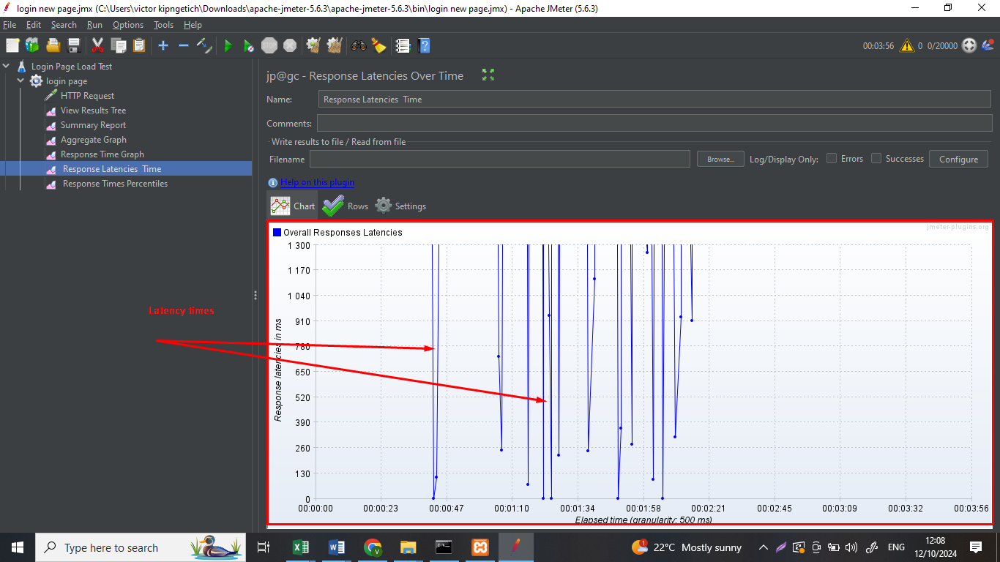 login new page.jmx (C:\Users\victor kipngetich\Downloads\apache-jmeter-5.6.3\apache-jmeter-5.6.3\bin\login new page.jmx) - Apache JMeter (5.6.3)
File Edit Search Run Options Tools Help
STOP
00:03:56 0 0/20000
Login Page Load Test
login page
HTTP Request
View Results Tree
Summary Report
Aggregate Graph
Response Time Graph
Response Latencies Time
Response Times Percentiles
Latency times
jp@gc - Response Latencies Over Time
Name: Response Latencies Time
Comments:
Write results to file / Read from file
Filename Browse... Log/Display Only: Errors Successes Configure
Help on this plugin
Chart Rows Settings
Overall Responses Latencies
jmeter-plugins.org
1 300
1 170
1 040
910
780
650
520
390
260
130
0
Response latencies in ms
00:00:00 00:00:23 00:00:47 00:01:10 00:01:34 00:01:58 00:02:21 00:02:45 00:03:09 00:03:32 00:03:56
Elapsed time (granularity: 500 ms)
Type here to search
1
22°C Mostly sunny
ENG
12:08
12/10/2024